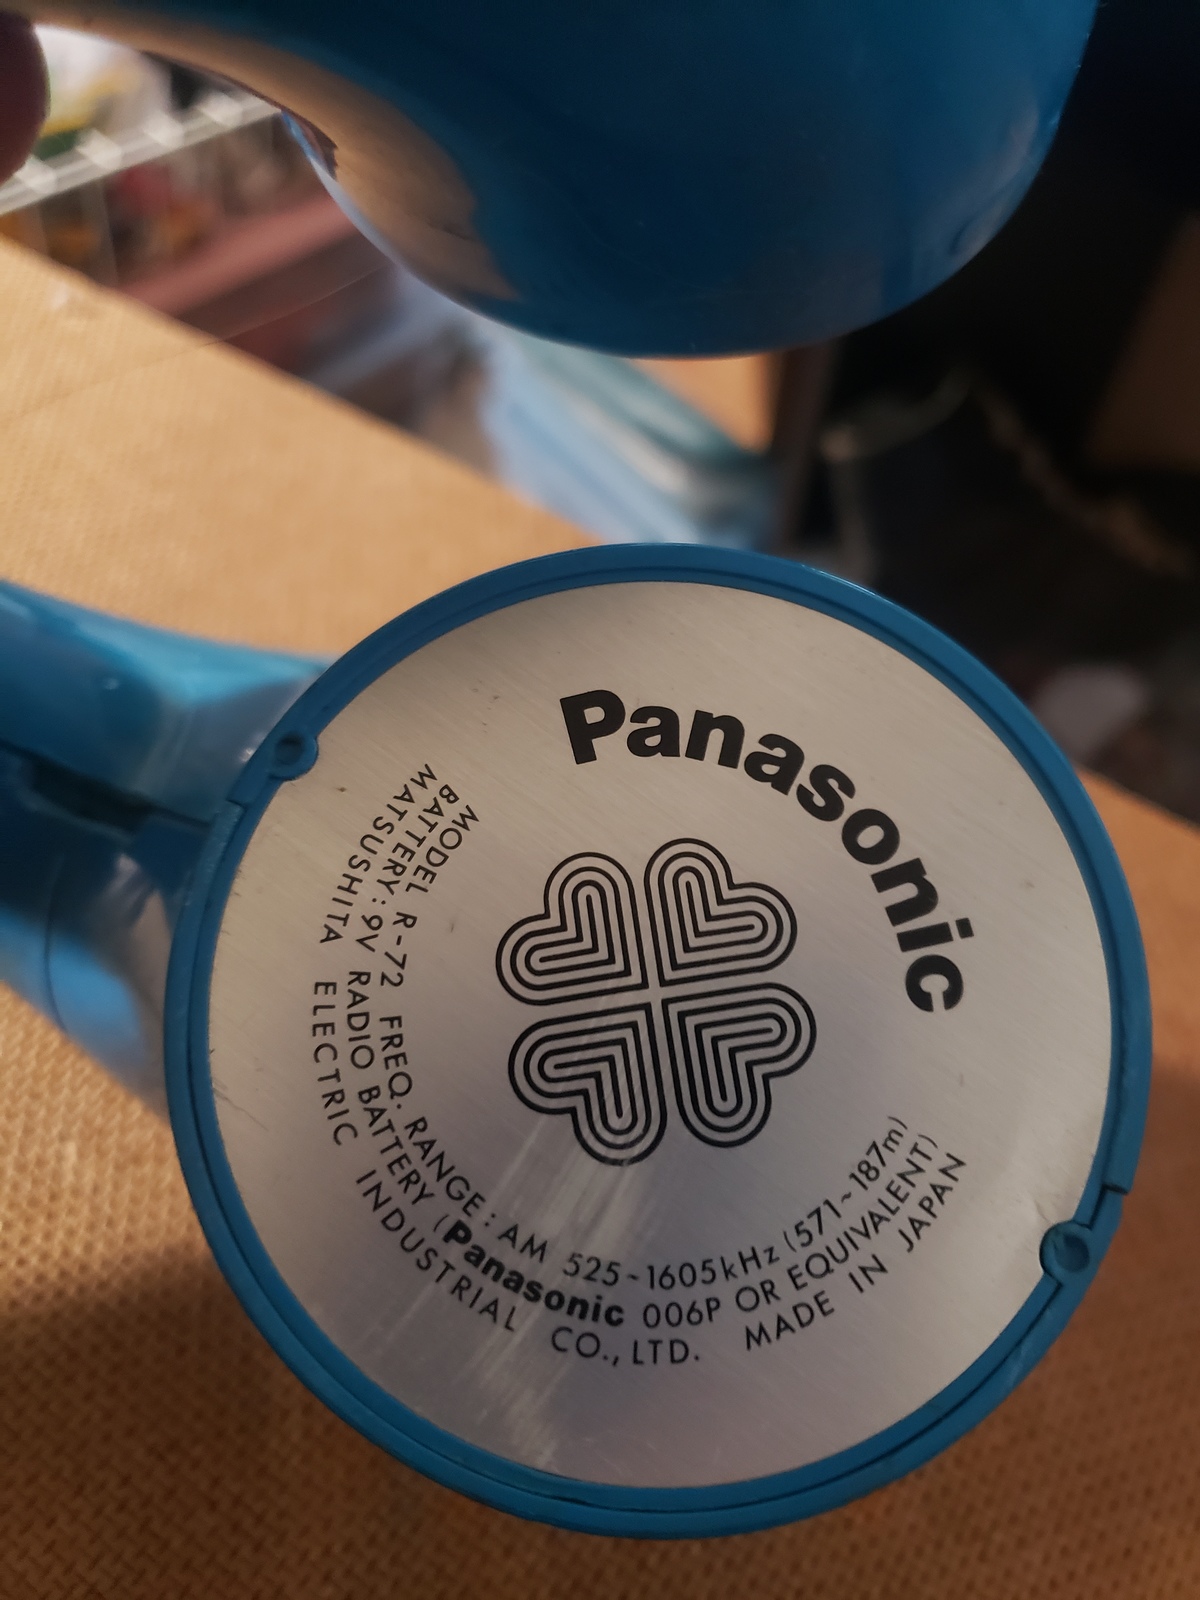 Panasonic
MODEL R-72 FREQ. RANGE: AM 525~1605kHz (571~187m)
BATTERY: 9V RADIO BATTERY (Panasonic 006P OR EQUIVALENT)
MATSUSHITA ELECTRIC INDUSTRIAL CO., LTD. MADE IN JAPAN